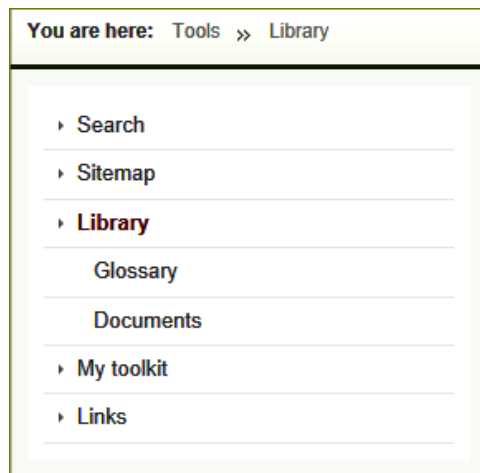 You are here: Tools » Library
Search
Sitemap
Library
Glossary
Documents
My toolkit
Links